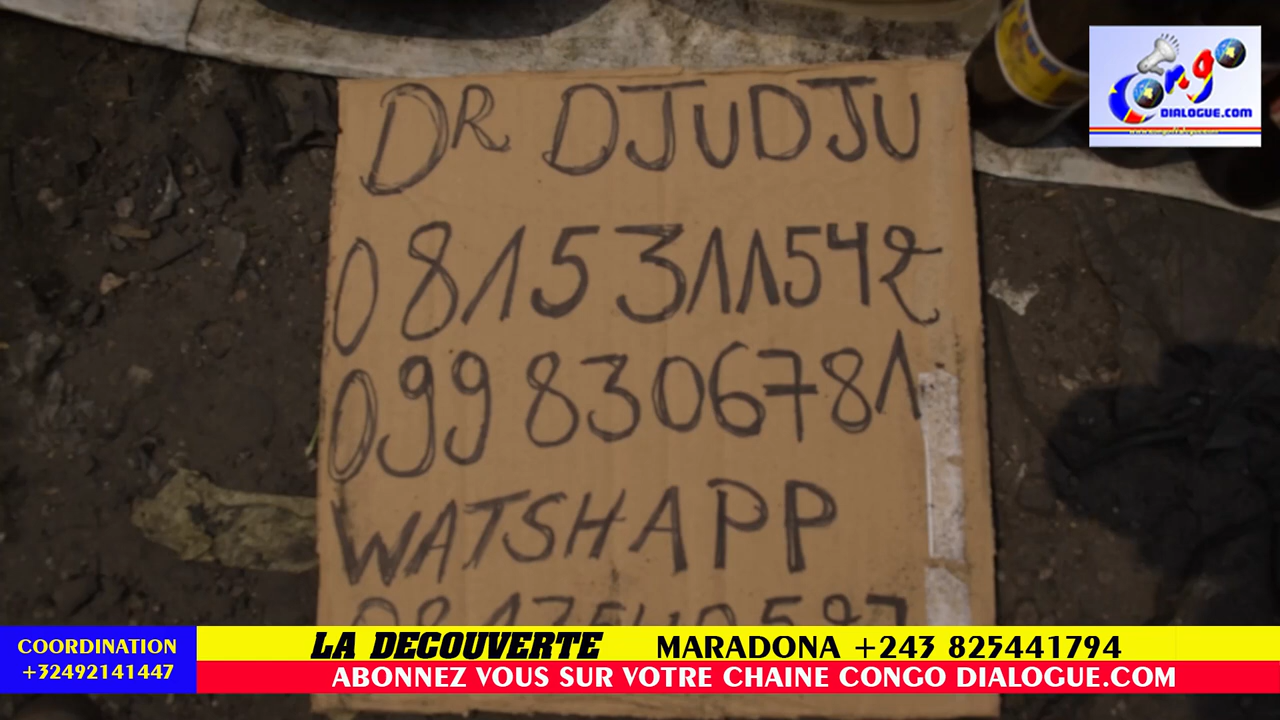 DR DJUDJU
0815311542
0998306781
WATSHAPP
Congo
DIALOGUE.COM
COORDINATION
+32492141447
LA DECOUVERTE
MARADONA +243 825441794
ABONNEZ VOUS SUR VOTRE CHAINE CONGO DIALOGUE.COM